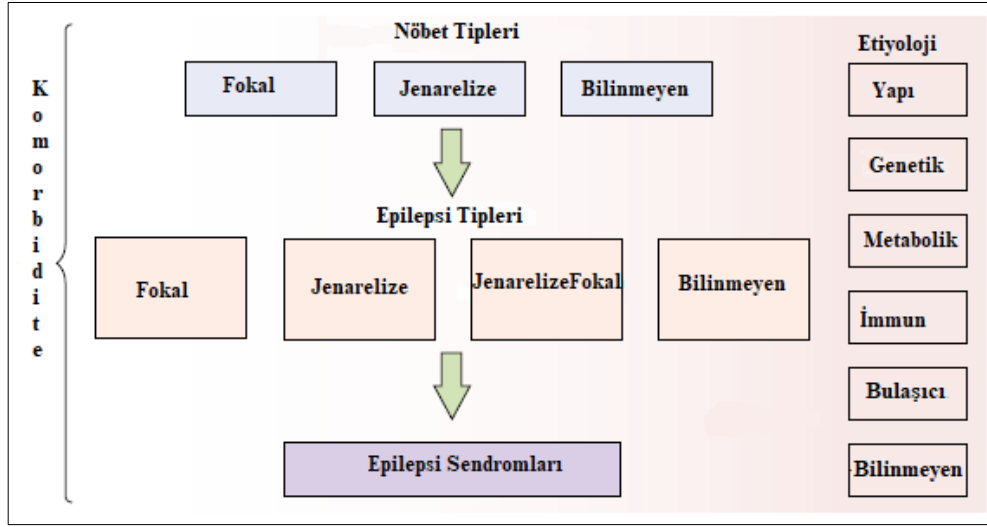 Komorbidite
Nöbet Tipleri
Fokal
Jenarelize
Bilinmeyen
Epilepsi Tipleri
Fokal
Jenarelize
JenarelizeFokal
Bilinmeyen
Epilepsi Sendromları
Etiyoloji
Yapı
Genetik
Metabolik
İmmun
Bulaşıcı
Bilinmeyen